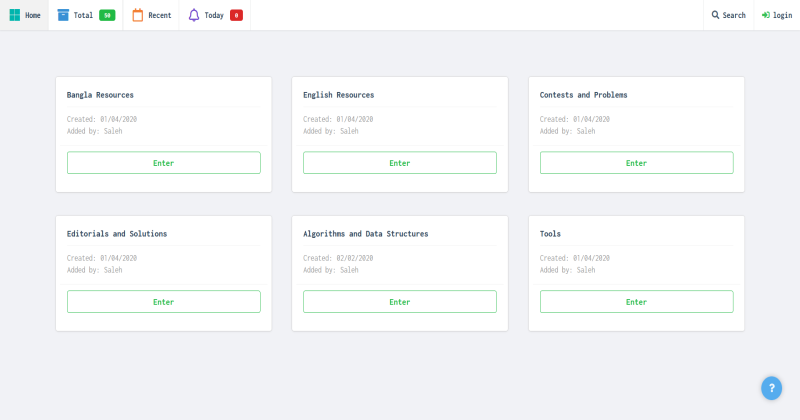 Home Total 50 Recent Today 0 Search login
Bangla Resources
Created: 01/04/2020
Added by: Saleh
Enter
English Resources
Created: 01/04/2020
Added by: Saleh
Enter
Contests and Problems
Created: 01/04/2020
Added by: Saleh
Enter
Editorials and Solutions
Created: 01/04/2020
Added by: Saleh
Enter
Algorithms and Data Structures
Created: 02/02/2020
Added by: Saleh
Enter
Tools
Created: 01/04/2020
Added by: Saleh
Enter
?